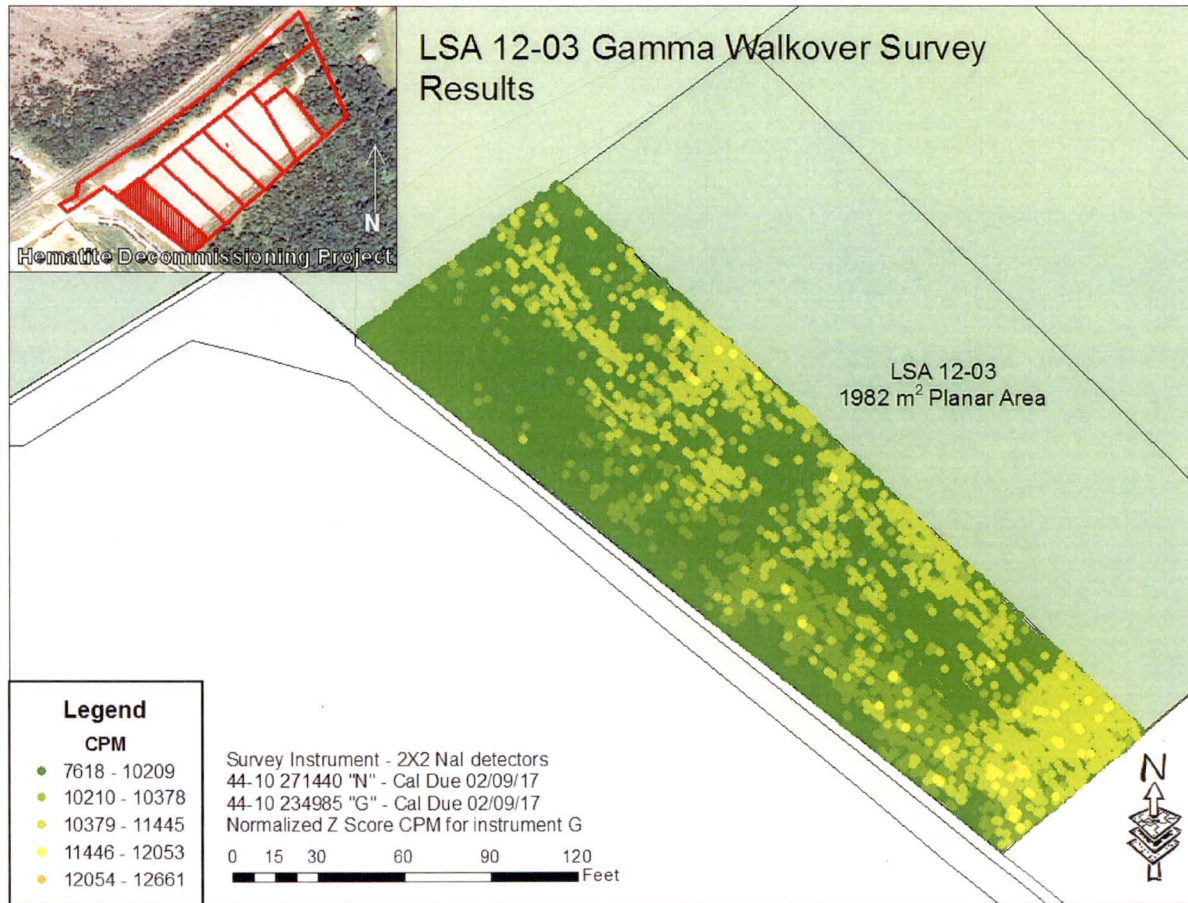 LSA 12-03 Gamma Walkover Survey
Results
N
Hematite Decommissioning Project
LSA 12-03
1982 m² Planar Area
Legend
CPM
7618 - 10209
10210 - 10378
10379 - 11445
11446 - 12053
12054 - 12661
Survey Instrument - 2X2 NaI detectors
44-10 271440 "N" - Cal Due 02/09/17
44-10 234985 "G" - Cal Due 02/09/17
Normalized Z Score CPM for instrument G
0 15 30 60 90 120
Feet
N